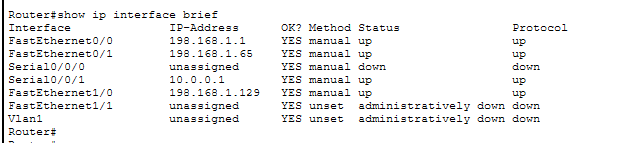 Router#show ip interface brief
Interface              IP-Address      OK? Method Status                Protocol
FastEthernet0/0        198.168.1.1     YES manual up                    up
FastEthernet0/1        198.168.1.65    YES manual up                    up
Serial0/0/0            unassigned      YES manual down                  down
Serial0/0/1            10.0.0.1        YES manual up                    up
FastEthernet1/0        198.168.1.129   YES manual up                    up
FastEthernet1/1        unassigned      YES unset  administratively down down
Vlan1                  unassigned      YES unset  administratively down down
Router#